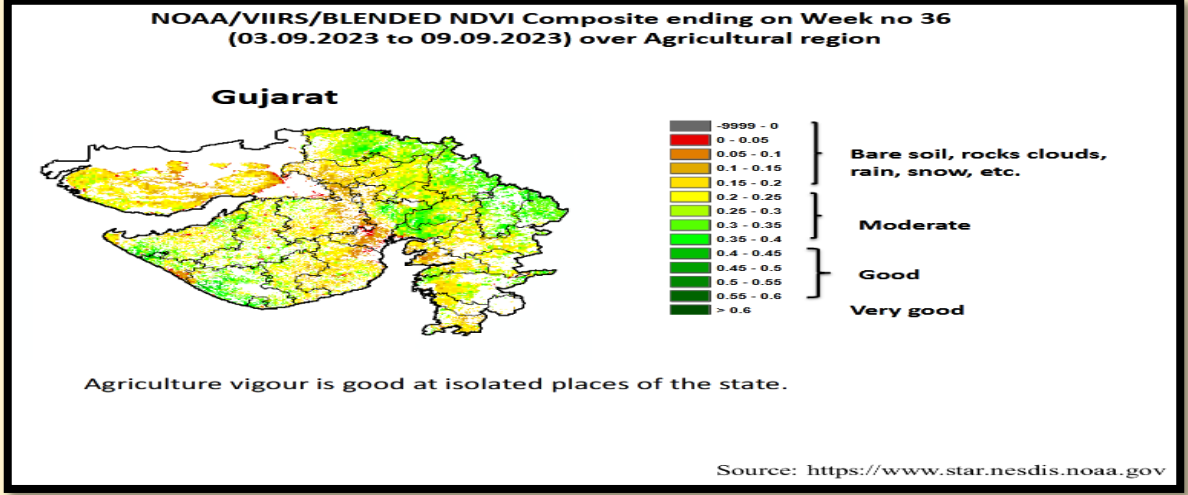 NOAA/VIIRS/BLENDED NDVI Composite ending on Week no 36
(03.09.2023 to 09.09.2023) over Agricultural region
Gujarat
-9999 - 0
0 - 0.05
0.05 - 0.1
0.1 - 0.15
0.15 - 0.2
0.2 - 0.25
0.25 - 0.3
0.3 - 0.35
0.35 - 0.4
0.4 - 0.45
0.45 - 0.5
0.5 - 0.55
0.55 - 0.6
> 0.6
Bare soil, rocks clouds,
rain, snow, etc.
Moderate
Good
Very good
Agriculture vigour is good at isolated places of the state.
Source: https://www.star.nesdis.noaa.gov